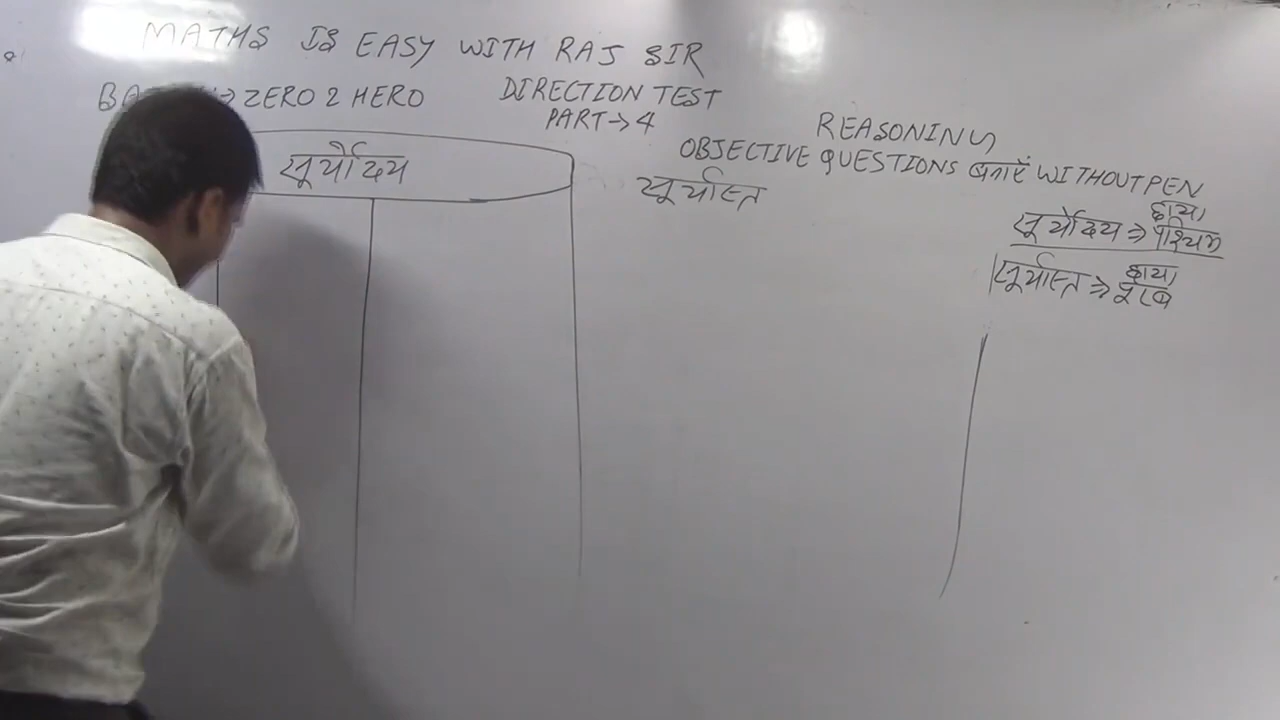 MATHS IS EASY WITH RAJ SIR
ZERO 2 HERO
DIRECTION TEST
PART → 4
REASONING
OBJECTIVE QUESTIONS बनाएँ WITHOUT PEN
सूर्योदय
सूर्यास्त
छाया
सूर्योदय ⇒ पश्चिम
छाया
सूर्यास्त ⇒ पूरब